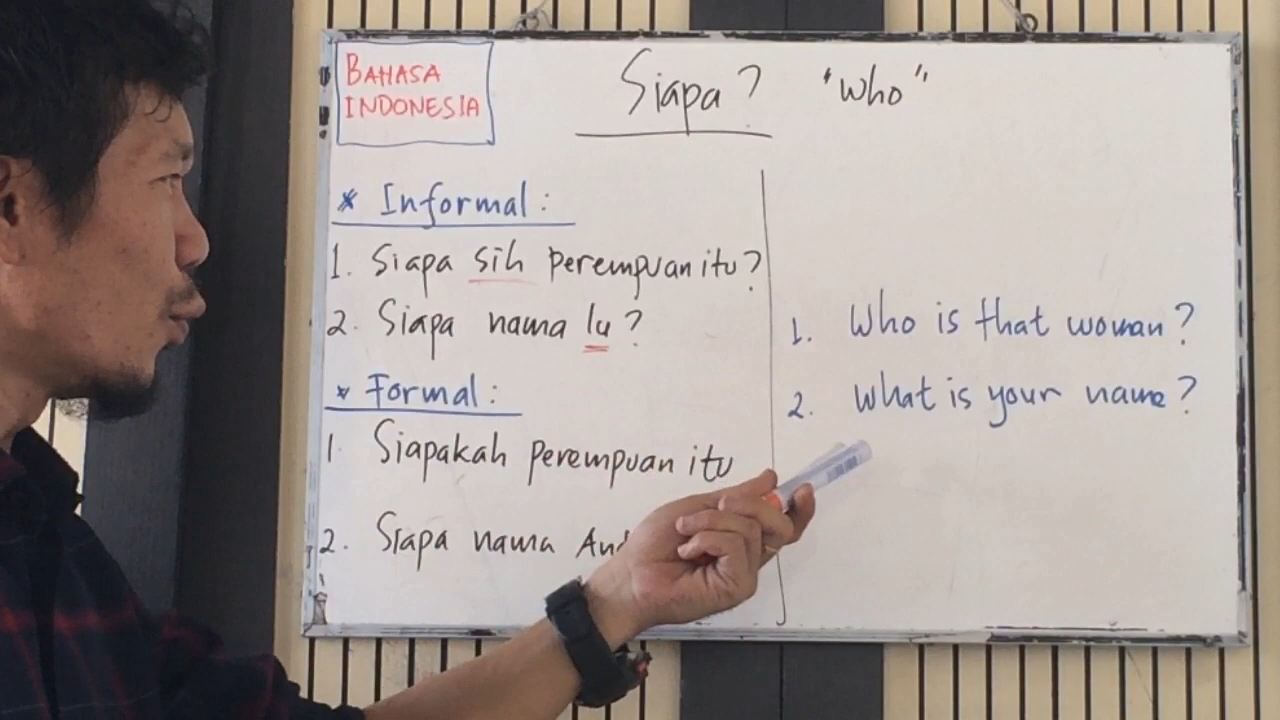 BAHASA
INDONESIA
Siapa? "Who"
* Informal:
1. Siapa sih perempuan itu?
2. Siapa nama lu?
* Formal:
1. Siapakah perempuan itu
2. Siapa nama
1. Who is that woman?
2. What is your name?